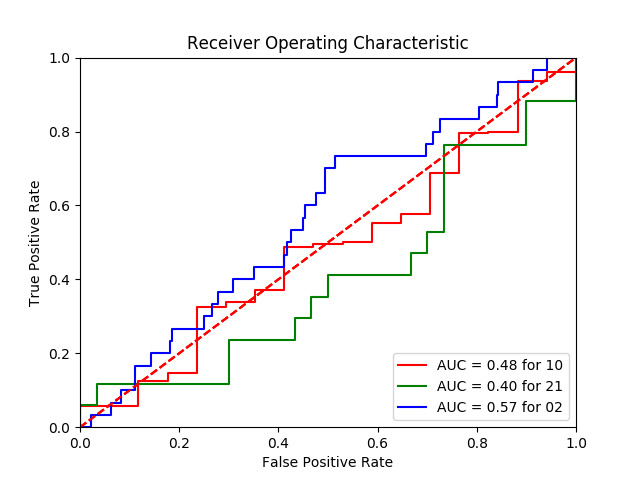 Receiver Operating Characteristic
True Positive Rate
1.0
0.8
0.6
0.4
0.2
0.0
AUC = 0.48 for 10
AUC = 0.40 for 21
AUC = 0.57 for 02
0.0 0.2 0.4 0.6 0.8 1.0
False Positive Rate